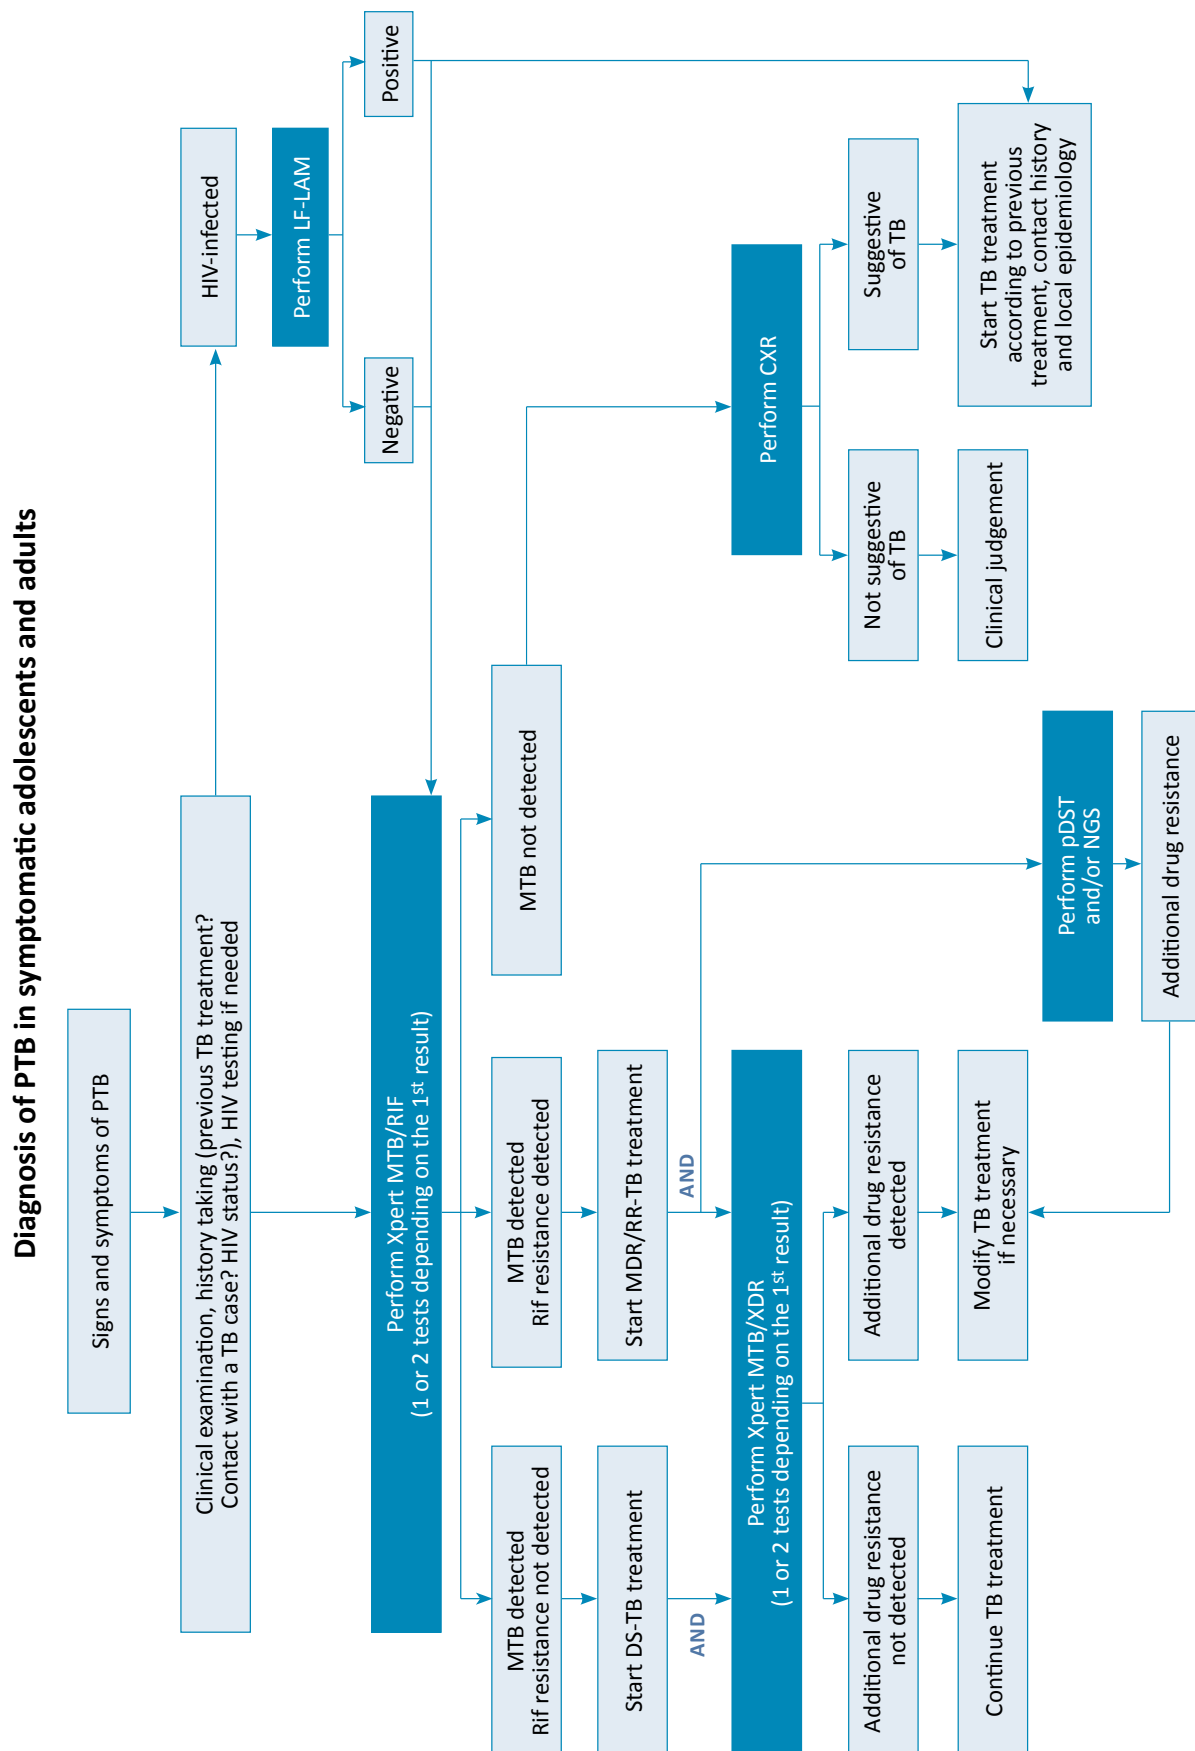 Diagnosis of PTB in symptomatic adolescents and adults
Signs and symptoms of PTB
Clinical examination, history taking (previous TB treatment?
Contact with a TB case? HIV status?), HIV testing if needed
HIV-infected
Perform LF-LAM
Negative
Positive
Perform Xpert MTB/RIF
(1 or 2 tests depending on the 1st result)
MTB detected
Rif resistance not detected
MTB detected
Rif resistance detected
MTB not detected
Start DS-TB treatment
Start MDR/RR-TB treatment
AND
AND
Perform Xpert MTB/XDR
(1 or 2 tests depending on the 1st result)
Perform CXR
Additional drug resistance
not detected
Additional drug resistance
detected
Not suggestive
of TB
Suggestive
of TB
Continue TB treatment
Modify TB treatment
if necessary
Clinical judgement
Start TB treatment
according to previous
treatment, contact history
and local epidemiology
Perform pDST
and/or NGS
Additional drug resistance